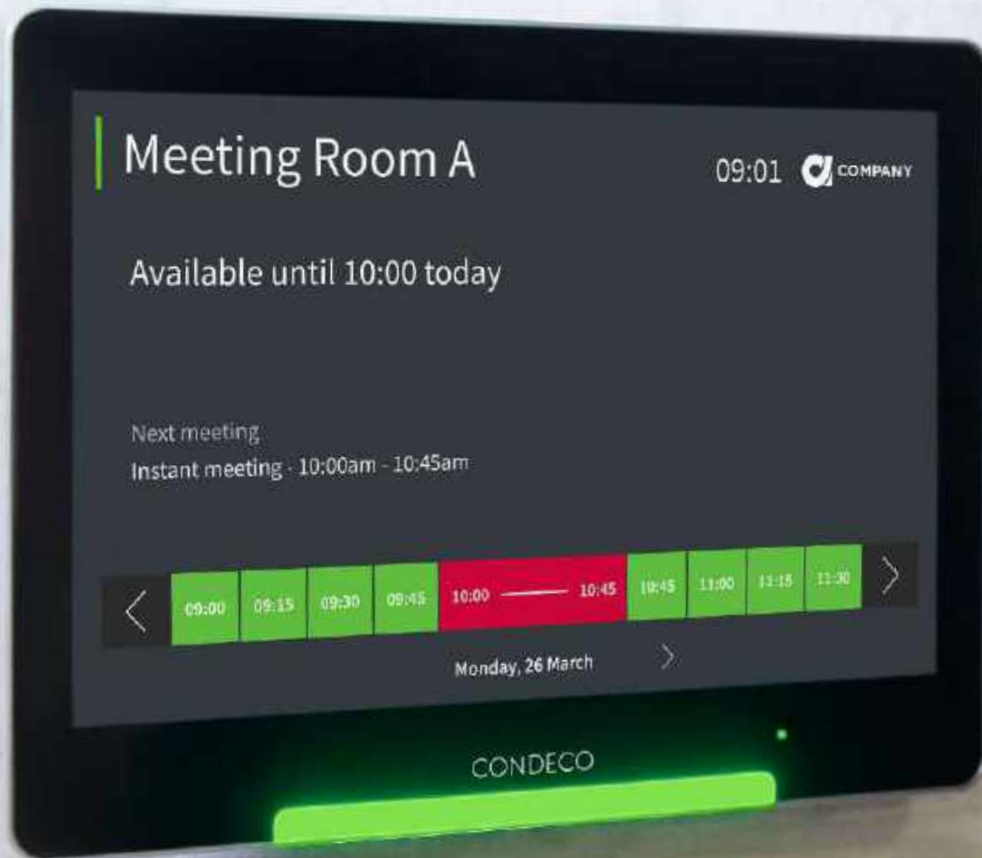 Meeting Room A
09:01 COMPANY
Available until 10:00 today
Next meeting
Instant meeting - 10:00am - 10:45am
09:00 09:15 09:30 09:45 10:00 10:45 10:45 11:00 11:15 11:30
Monday, 26 March
CONDECO